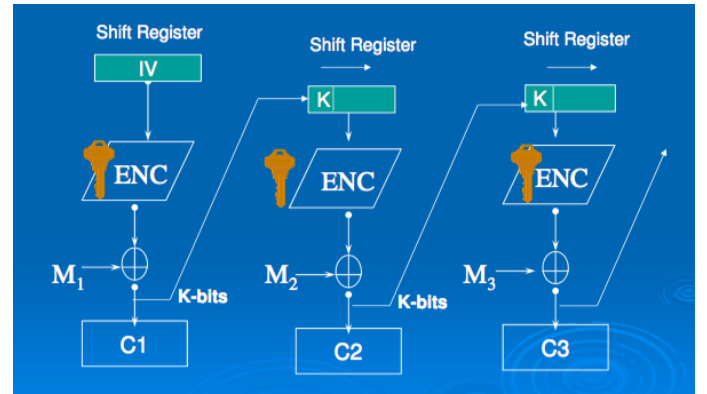 Shift Register
IV
ENC
M1
K-bits
C1
Shift Register
K
ENC
M2
K-bits
C2
Shift Register
K
ENC
M3
C3